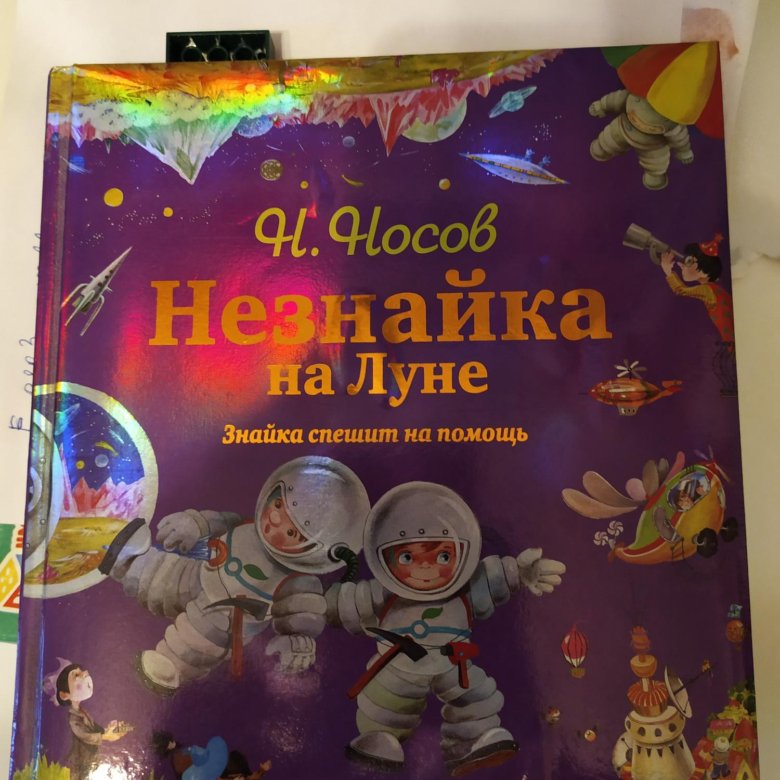 Н. Носов
Незнайка
на Луне
Знайка спешит на помощь